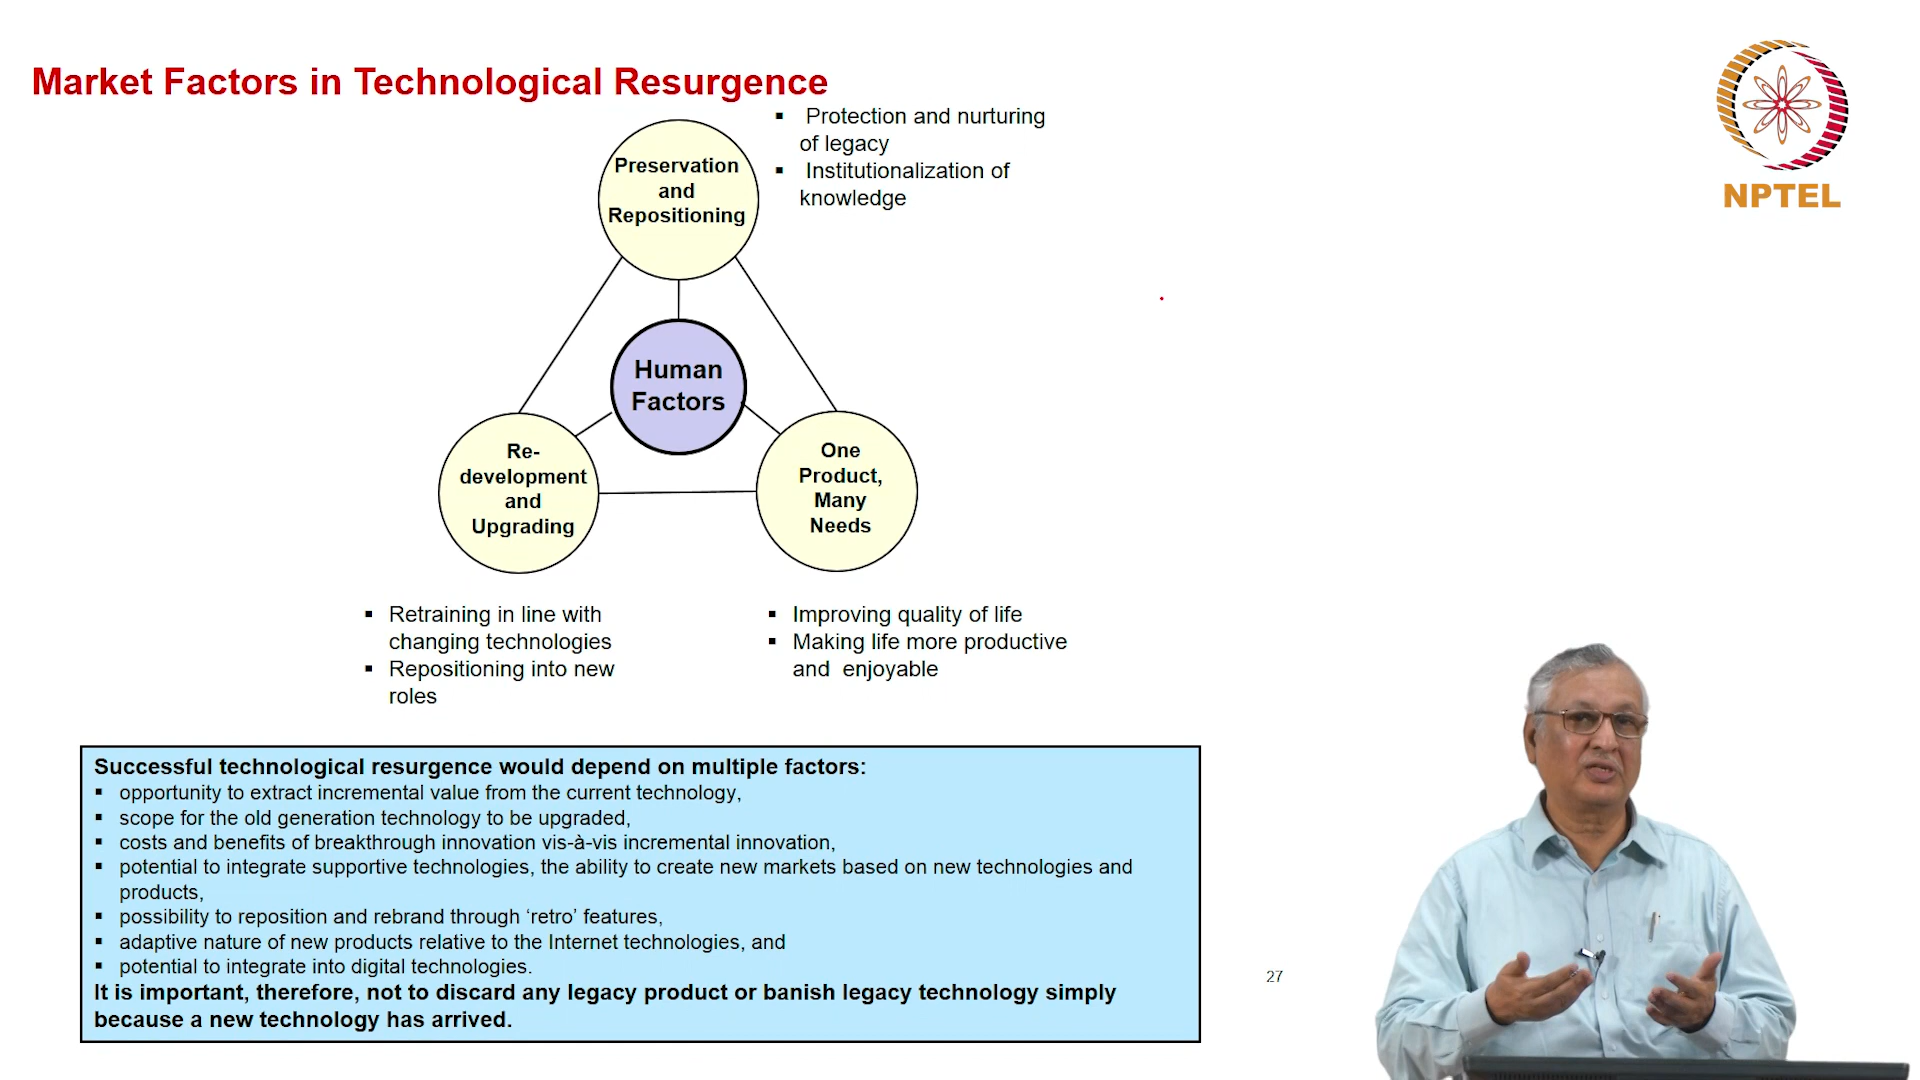 Market Factors in Technological Resurgence
Preservation
and
Repositioning
▪ Protection and nurturing
of legacy
▪ Institutionalization of
knowledge
NPTEL
Human
Factors
Re-
development
and
Upgrading
One
Product,
Many
Needs
▪ Retraining in line with
changing technologies
▪ Repositioning into new
roles
▪ Improving quality of life
▪ Making life more productive
and enjoyable
Successful technological resurgence would depend on multiple factors:
▪ opportunity to extract incremental value from the current technology,
▪ scope for the old generation technology to be upgraded,
▪ costs and benefits of breakthrough innovation vis-à-vis incremental innovation,
▪ potential to integrate supportive technologies, the ability to create new markets based on new technologies and
products,
▪ possibility to reposition and rebrand through ‘retro’ features,
▪ adaptive nature of new products relative to the Internet technologies, and
▪ potential to integrate into digital technologies.
It is important, therefore, not to discard any legacy product or banish legacy technology simply
because a new technology has arrived.
27